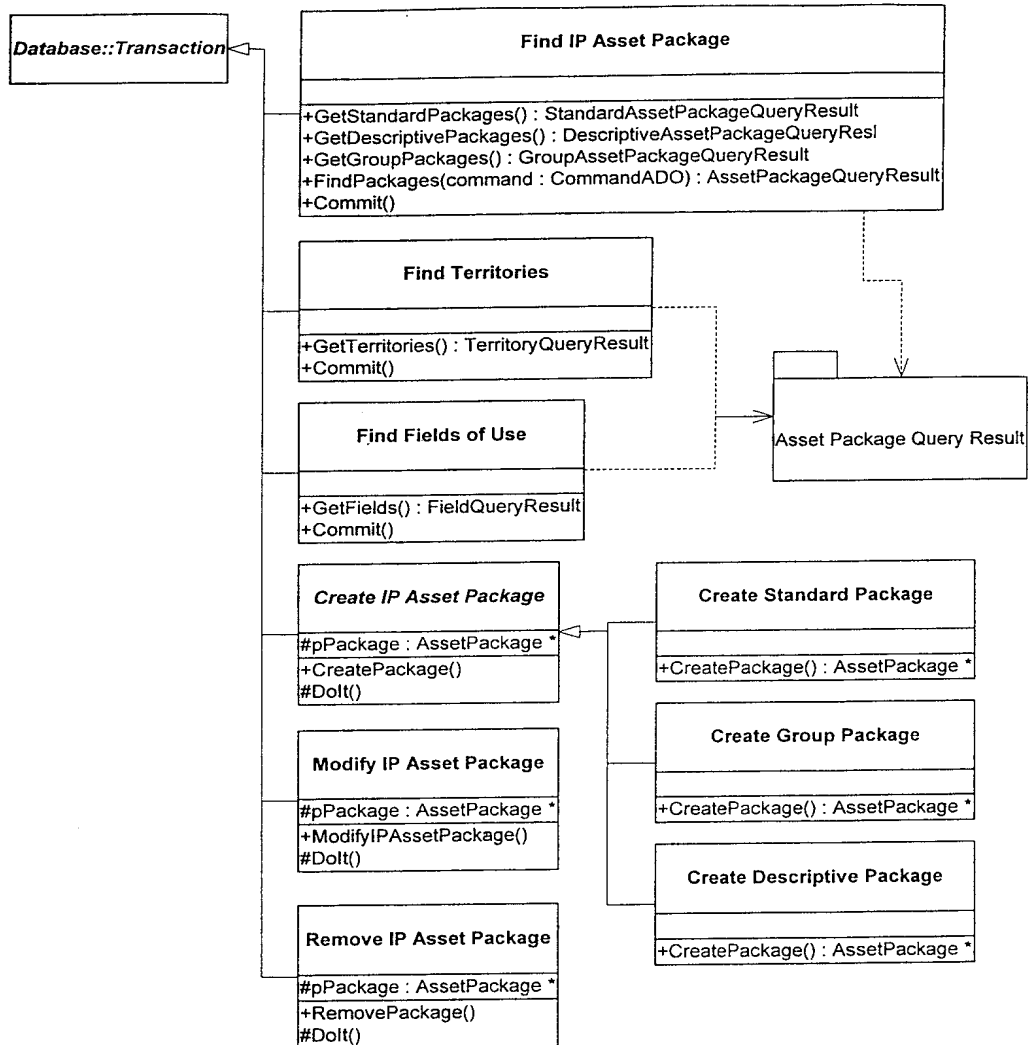 Database::Transaction
Find IP Asset Package
+GetStandardPackages() : StandardAssetPackageQueryResult
+GetDescriptivePackages() : DescriptiveAssetPackageQueryResl
+GetGroupPackages() : GroupAssetPackageQueryResult
+FindPackages(command : CommandADO) : AssetPackageQueryResult
+Commit()
Find Territories
+GetTerritories() : TerritoryQueryResult
+Commit()
Asset Package Query Result
Find Fields of Use
+GetFields() : FieldQueryResult
+Commit()
Create IP Asset Package
#pPackage : AssetPackage *
+CreatePackage()
#DoIt()
Create Standard Package
+CreatePackage() : AssetPackage *
Create Group Package
+CreatePackage() : AssetPackage *
Modify IP Asset Package
#pPackage : AssetPackage *
+ModifyIPAssetPackage()
#DoIt()
Create Descriptive Package
+CreatePackage() : AssetPackage *
Remove IP Asset Package
#pPackage : AssetPackage *
+RemovePackage()
#DoIt()